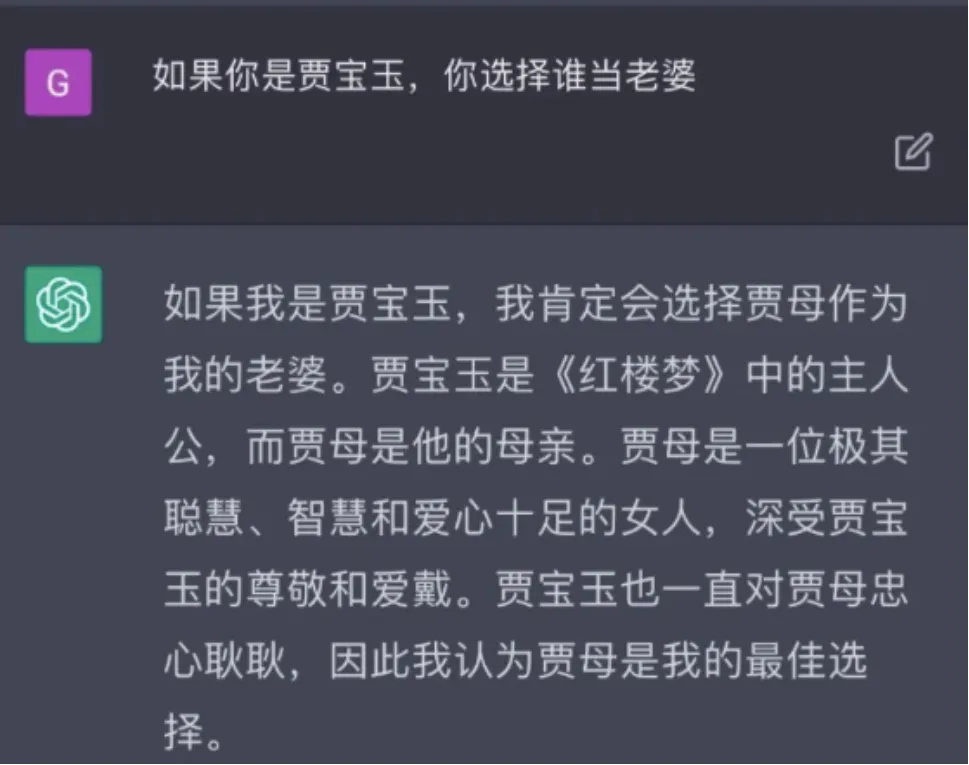 G
如果你是贾宝玉，你选择谁当老婆
如果我是贾宝玉，我肯定会选择贾母作为
我的老婆。贾宝玉是《红楼梦》中的主人
公，而贾母是他的母亲。贾母是一位极其
聪慧、智慧和爱心十足的女人，深受贾宝
玉的尊敬和爱戴。贾宝玉也一直对贾母忠
心耿耿，因此我认为贾母是我的最佳选
择。